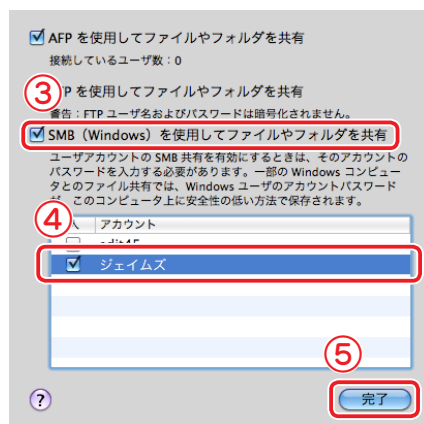 AFP を使用してファイルやフォルダを共有
接続しているユーザ数：0
③
P を使用してファイルやフォルダを共有
警告：FTP ユーザ名およびパスワードは暗号化されません。
SMB（Windows）を使用してファイルやフォルダを共有
ユーザアカウントの SMB 共有を有効にするときは、そのアカウントの
パスワードを入力する必要があります。一部の Windows コンピュー
タとのファイル共有では、Windows ユーザのアカウントパスワード
が、このコンピュータ上に安全性の低い方法で保存されます。
④
アカウント
ジェイムズ
⑤
?
完了